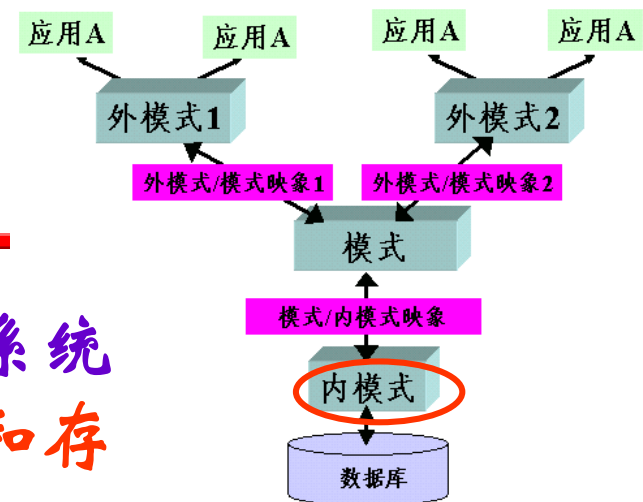 应用A 应用A 应用A 应用A
外模式1 外模式2
外模式/模式映象1 外模式/模式映象2
模式
模式/内模式映象
系统
内模式
和存
数据库